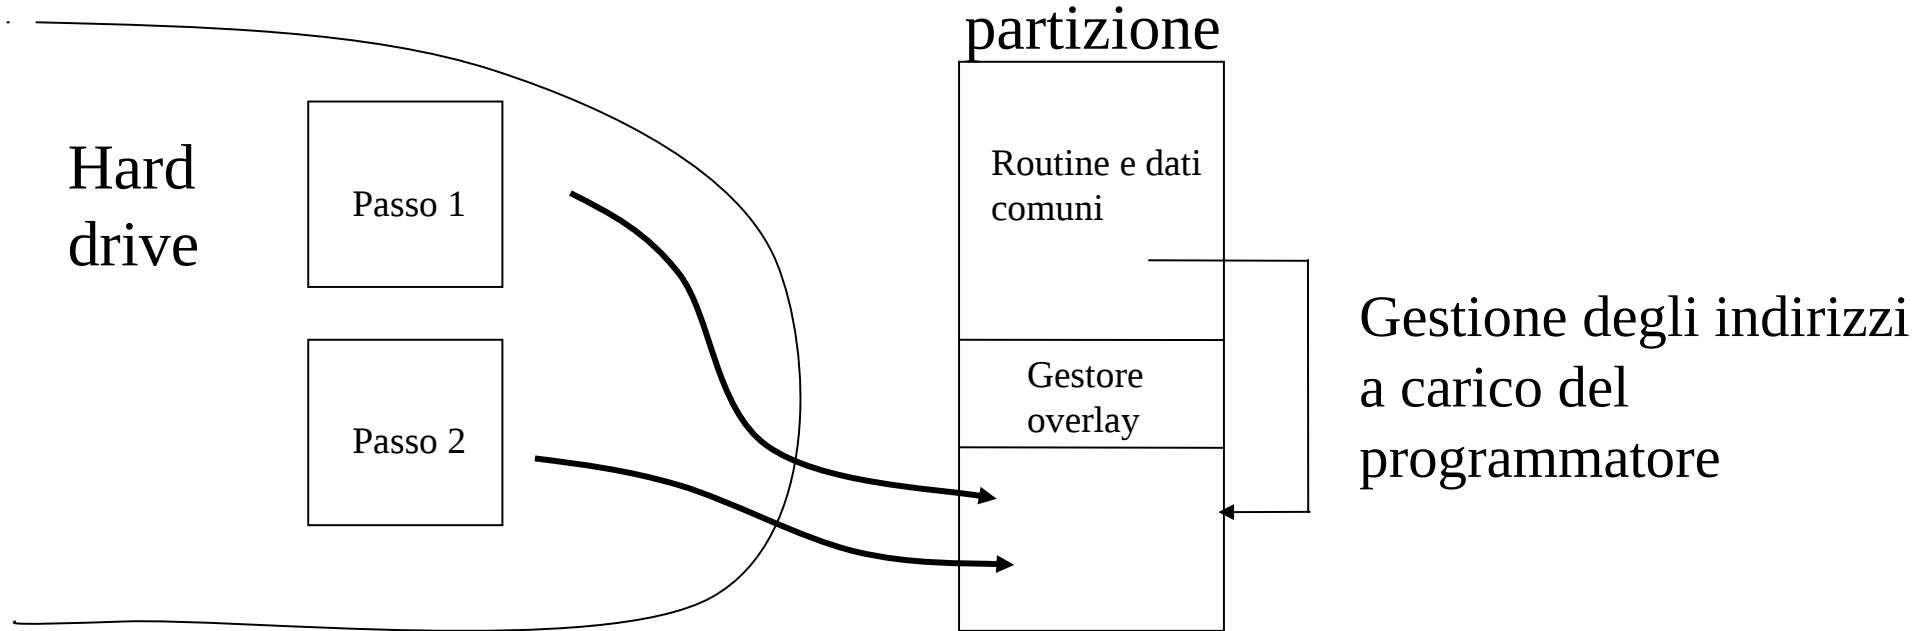 partizione
Hard
drive
Passo 1
Passo 2
Routine e dati
comuni
Gestore
overlay
Gestione degli indirizzi
a carico del
programmatore